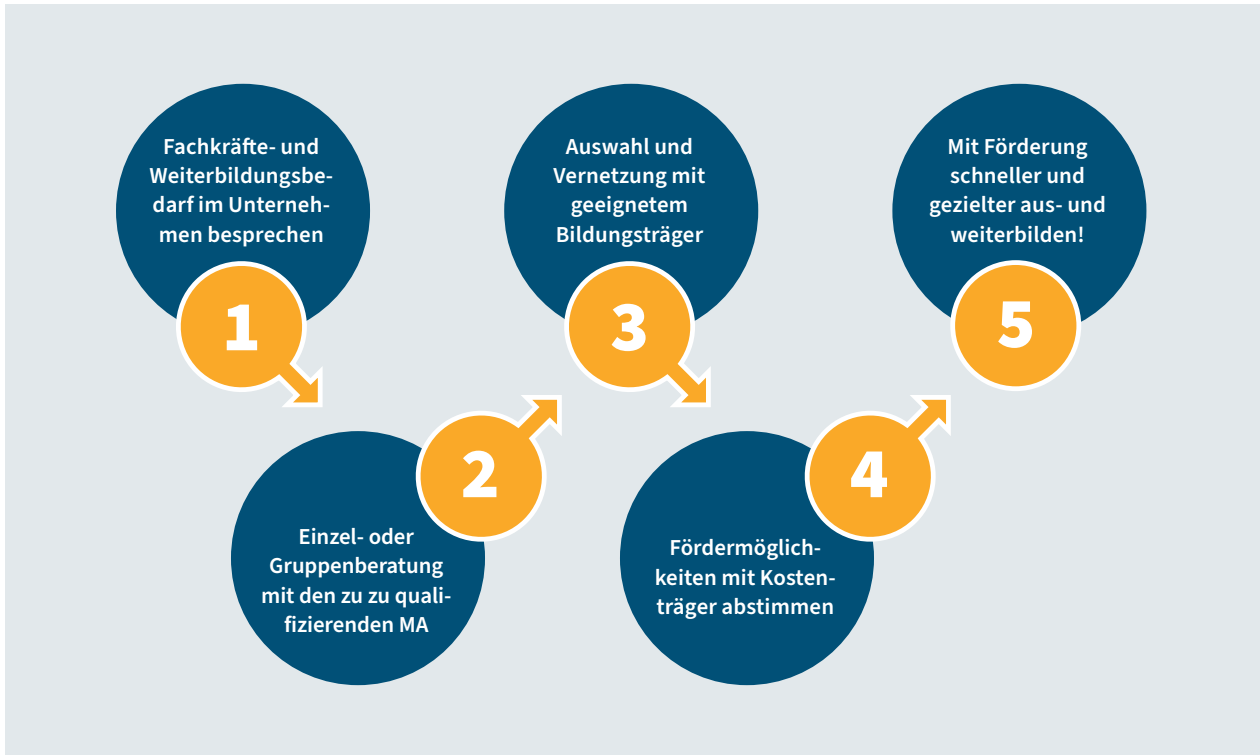 Fachkräfte- und
Weiterbildungsbe-
darf im Unterneh-
men besprechen
1
Einzel- oder
Gruppenberatung
mit den zu zu quali-
fizierenden MA
2
Auswahl und
Vernetzung mit
geeignetem
Bildungsträger
3
Fördermöglich-
keiten mit Kosten-
träger abstimmen
4
Mit Förderung
schneller und
gezielter aus- und
weiterbilden!
5